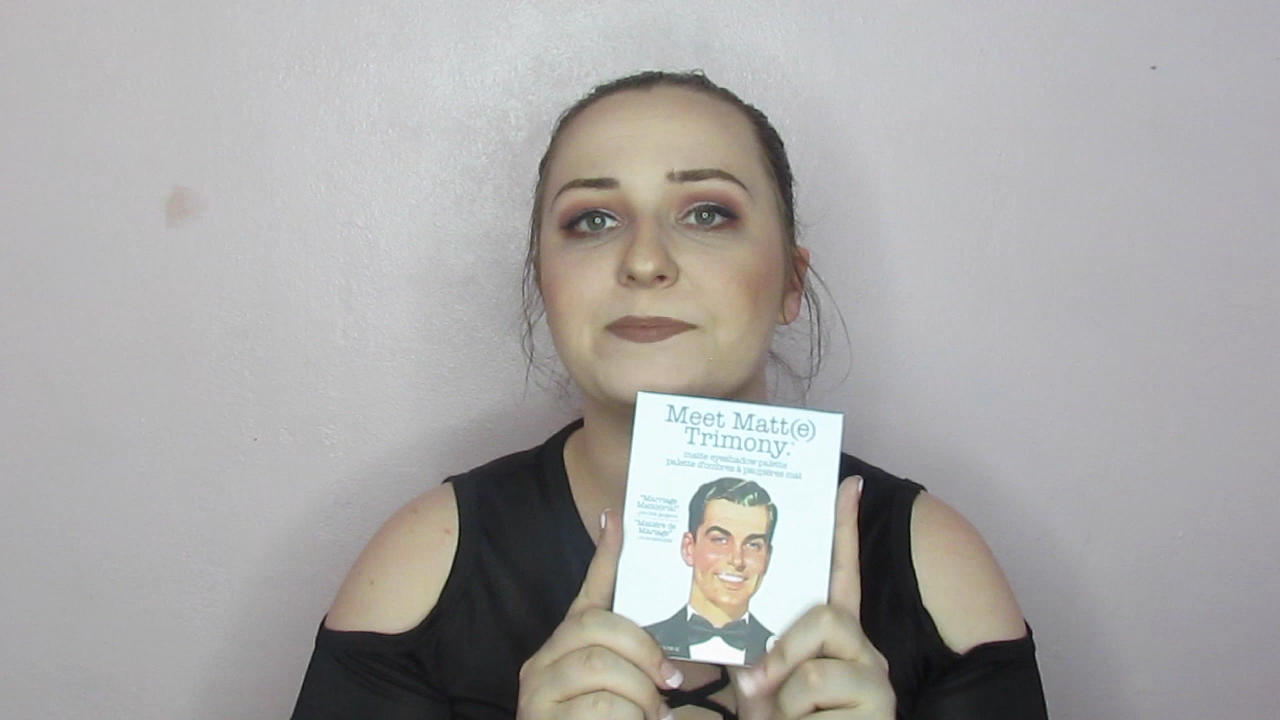 Meet Matt(e)
Trimony.
matte eyeshadow palette
palette d'ombres à paupières mat
"Marriage
Material!"
"Matière de
Mariage"